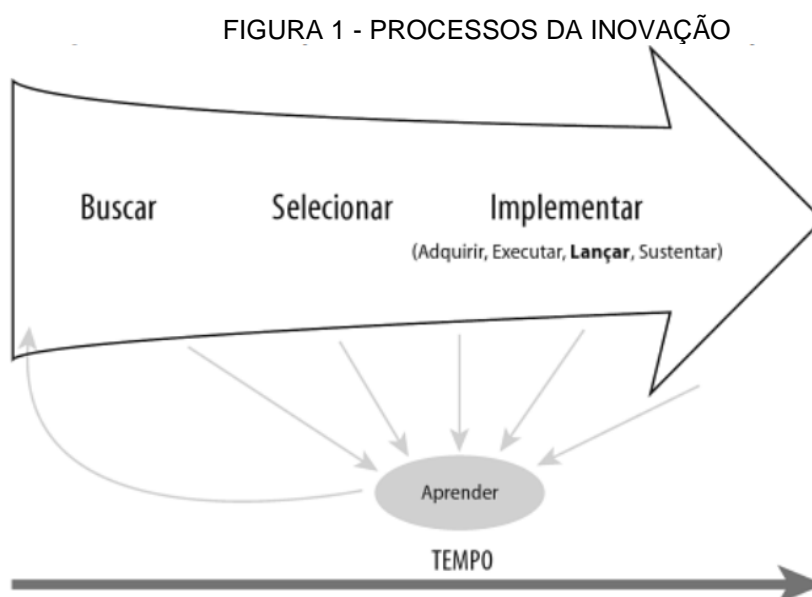 FIGURA 1 - PROCESSOS DA INOVAÇÃO
Buscar
Selecionar
Implementar
(Adquirir, Executar, Lançar, Sustentar)
Aprender
TEMPO